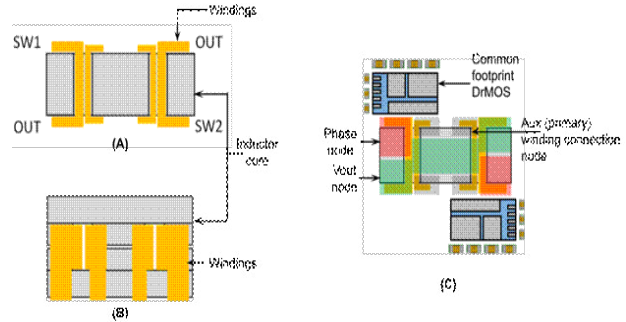 Windings
SW1
OUT
OUT
SW2
(A)
Inductor
core
Windings
(B)
Common
footprint
DrMOS
Phase
node
Aux (primary)
winding connection
node
Vout
node
(C)